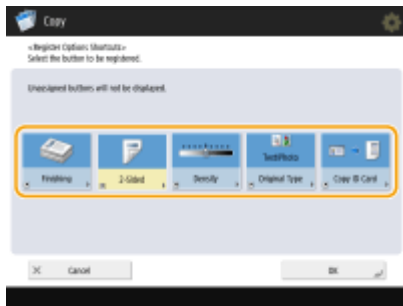 Copy
<Register Options Shortcuts>
Select the button to be registered.
Unassigned buttons will not be displayed.
Text/Photo
Finishing
2-Sided
Density
Original Type
Copy ID Card
Cancel
OK